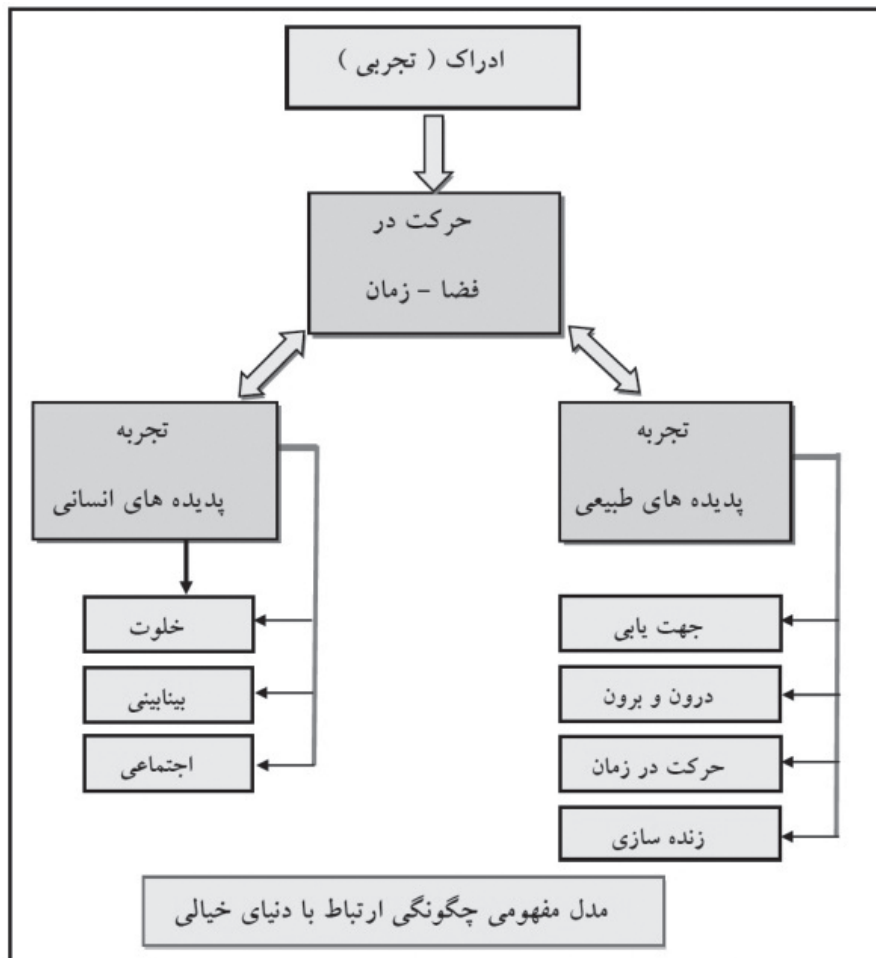 ادراک ( تجربی )
حرکت در
فضا – زمان
تجربه
پدیده های طبیعی
جهت یابی
درون و برون
حرکت در زمان
زنده سازی
تجربه
پدیده های انسانی
خلوت
بینابینی
اجتماعی
مدل مفهومی چگونگی ارتباط با دنیای خیالی